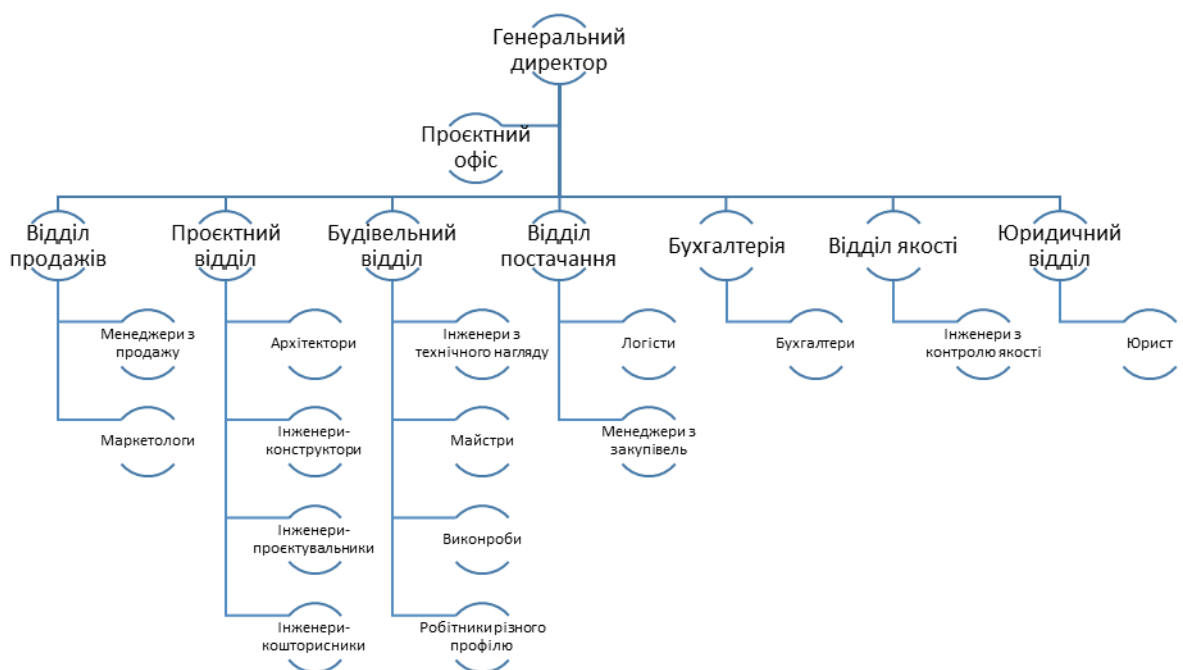 Генеральний
директор
Проєктний
офіс
Відділ
продажів
Проєктний
відділ
Будівельний
відділ
Відділ
постачання
Бухгалтерія
Відділ якості
Юридичний
відділ
Менеджери з
продажу
Архітектори
Інженери з
технічного нагляду
Логісти
Бухгалтери
Інженери з
контролю якості
Юрист
Маркетологи
Інженери-
конструктори
Майстри
Менеджери з
закупівель
Інженери-
проєктувальники
Виконроби
Інженери-
кошторисники
Робітники різного
профілю